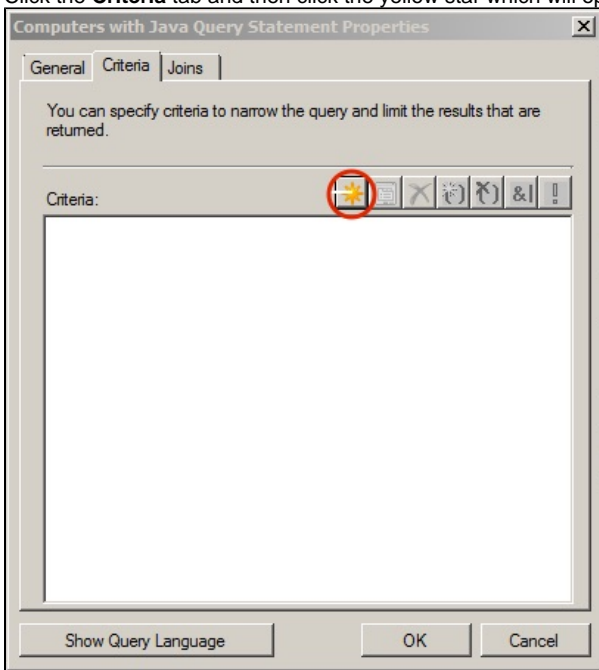 Click the Criteria tab and then click the yellow star which will op
Computers with Java Query Statement Properties
General Criteria Joins
You can specify criteria to narrow the query and limit the results that are
returned.
Criteria:
&|
!
Show Query Language OK Cancel